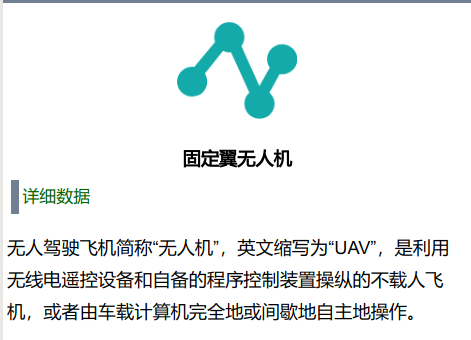 固定翼无人机
详细数据
无人驾驶飞机简称“无人机”，英文缩写为“UAV”，是利用
无线电遥控设备和自备的程序控制装置操纵的不载人飞
机，或者由车载计算机完全地或间歇地自主地操作。